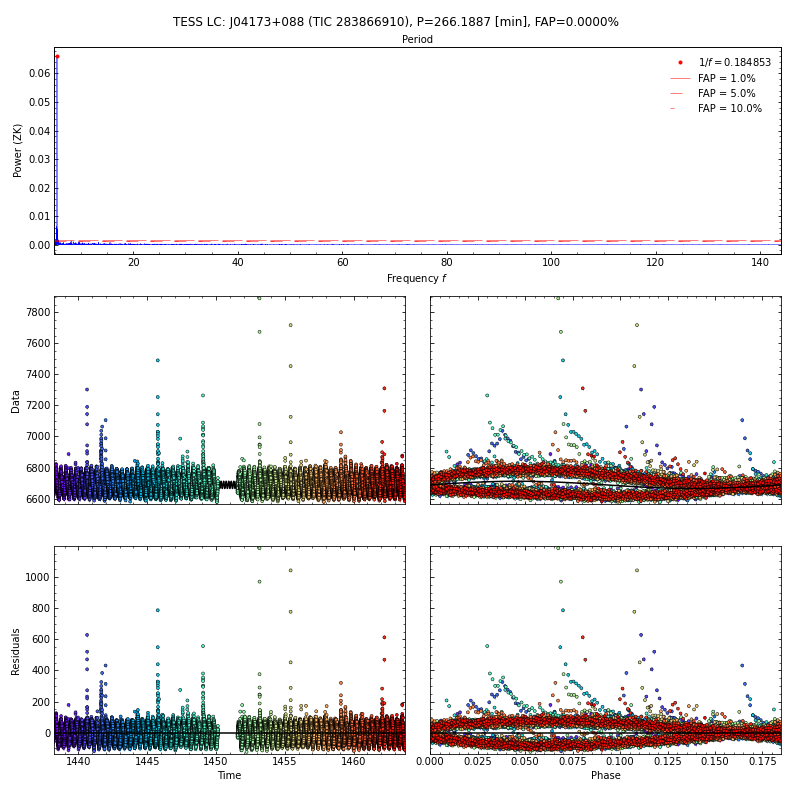 TESS LC: J04173+088 (TIC 283866910), P=266.1887 [min], FAP=0.0000%
Period
1/f = 0.184853
FAP = 1.0%
FAP = 5.0%
FAP = 10.0%
Power (ZK)
0.06
0.05
0.04
0.03
0.02
0.01
0.00
20 40 60 80 100 120 140
Frequency f
Data
7800
7600
7400
7200
7000
6800
6600
Residuals
1000
800
600
400
200
0
1440 1445 1450 1455 1460
Time
0.000 0.025 0.050 0.075 0.100 0.125 0.150 0.175
Phase